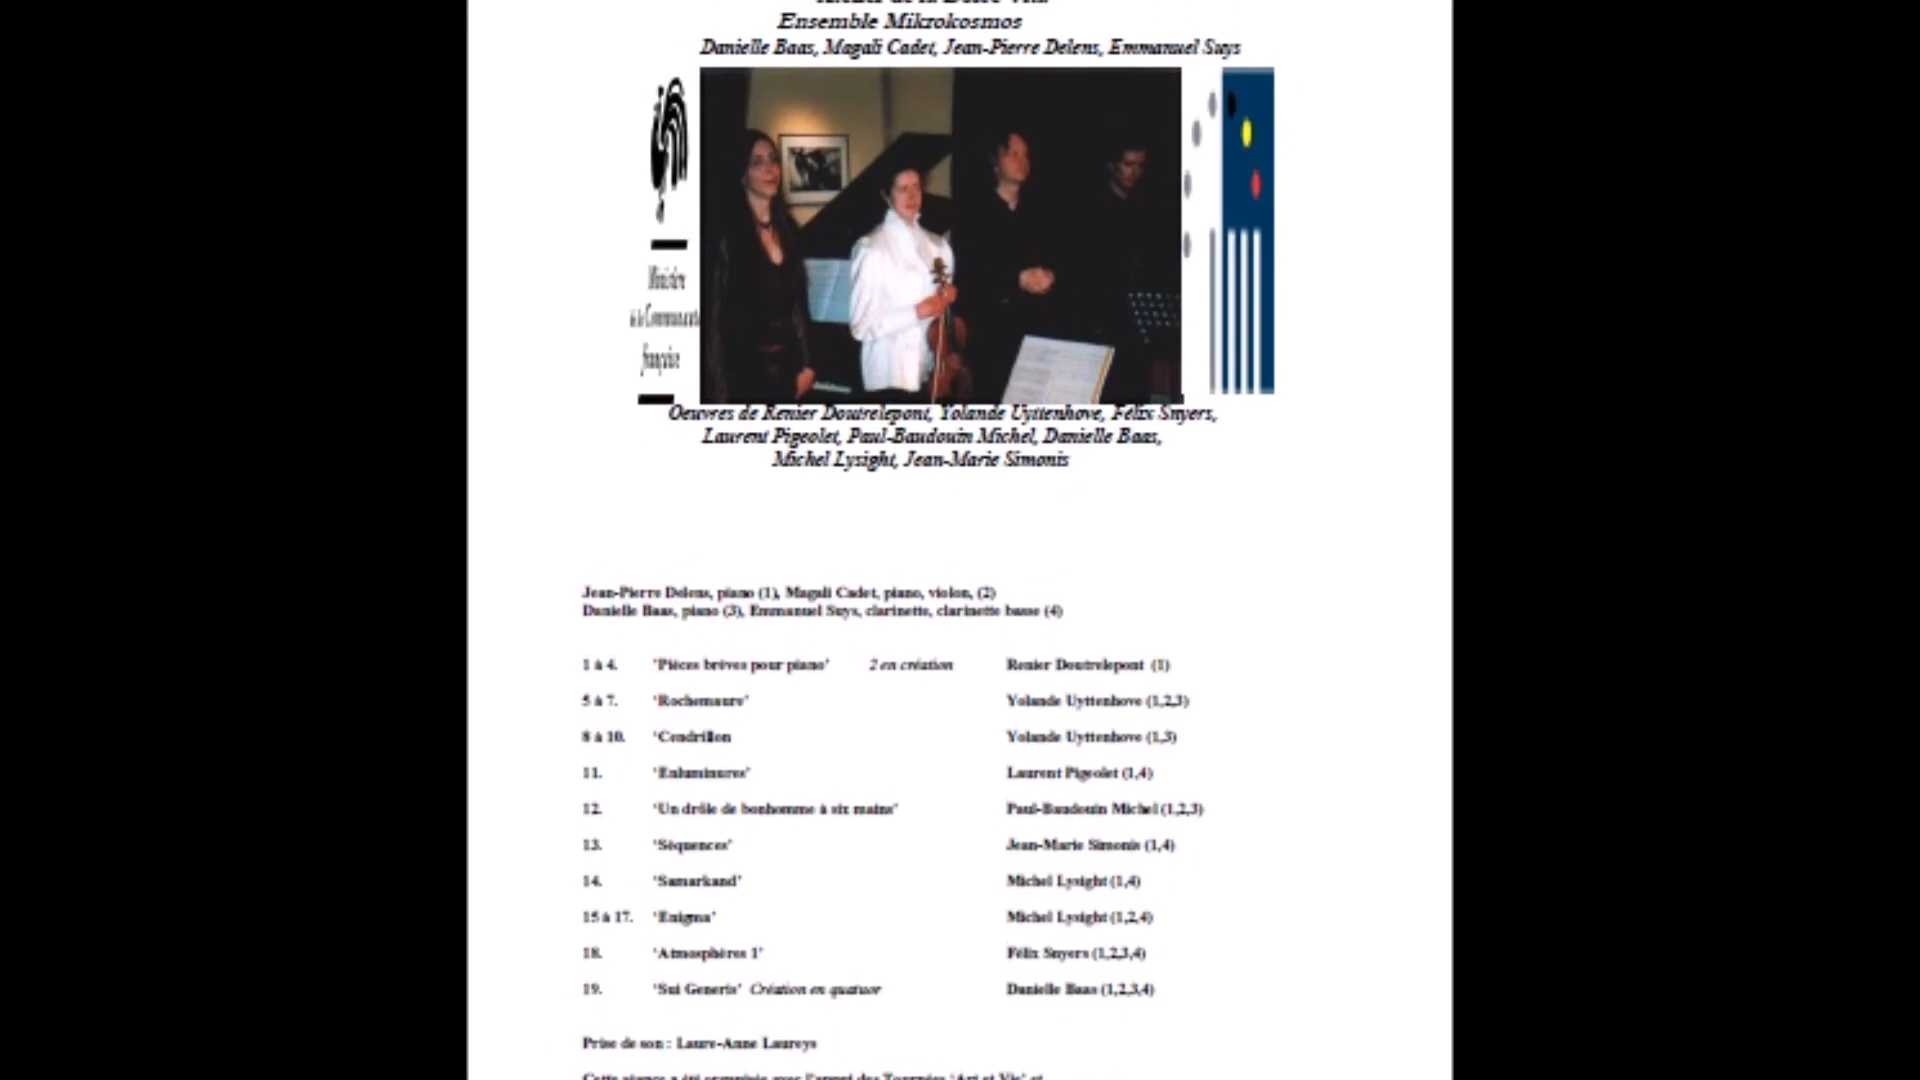 Ensemble Mikrokosmos
Danielle Baas, Magali Cadet, Jean-Pierre Delens, Emmanuel Suys
Ministère
de la Communauté
française
Oeuvres de Renier Doutrelepont, Yolande Uyttenhove, Félix Snyers,
Laurent Pigeolet, Paul-Baudouin Michel, Danielle Baas,
Michel Lysight, Jean-Marie Simonis
Jean-Pierre Delens, piano (1), Magali Cadet, piano, violon, (2)
Danielle Baas, piano (3), Emmanuel Suys, clarinette, clarinette basse (4)
1 à 4. ‘Pièces brèves pour piano’ 2 en création Renier Doutrelepont (1)
5 à 7. ‘Rochemaure’ Yolande Uyttenhove (1,2,3)
8 à 10. ‘Cendrillon Yolande Uyttenhove (1,3)
11. ‘Enluminures’ Laurent Pigeolet (1,4)
12. ‘Un drôle de bonhomme à six mains’ Paul-Baudouin Michel (1,2,3)
13. ‘Séquences’ Jean-Marie Simonis (1,4)
14. ‘Samarkand’ Michel Lysight (1,4)
15 à 17. ‘Enigma’ Michel Lysight (1,2,4)
18. ‘Atmosphères 1’ Félix Snyers (1,2,3,4)
19. ‘Sui Generis’ Création en quatuor Danielle Baas (1,2,3,4)
Prise de son : Laure-Anne Laureys